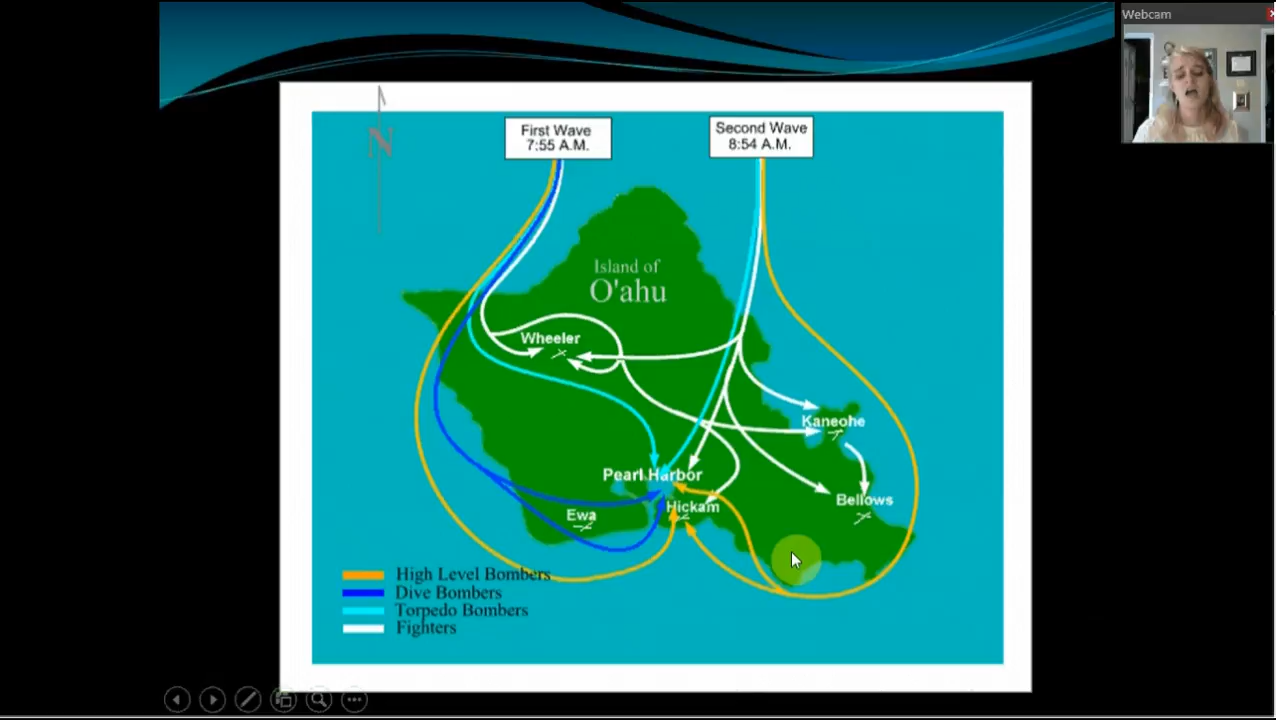 Webcam
N
First Wave
7:55 A.M.
Second Wave
8:54 A.M.
Island of
O'ahu
Wheeler
Kaneohe
Pearl Harbor
Bellows
Hickam
Ewa
High Level Bombers
Dive Bombers
Torpedo Bombers
Fighters